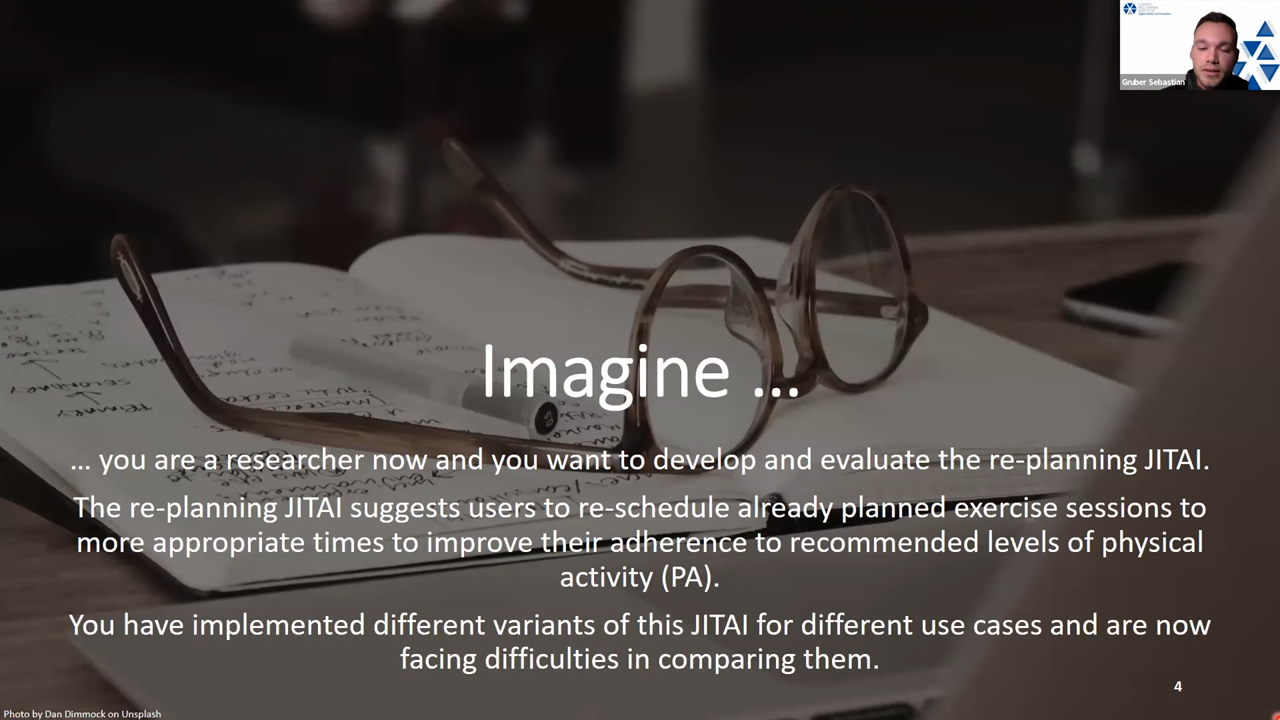 Gruber Sebastian
Imagine ...
... you are a researcher now and you want to develop and evaluate the re-planning JITAI.
The re-planning JITAI suggests users to re-schedule already planned exercise sessions to
more appropriate times to improve their adherence to recommended levels of physical
activity (PA).
You have implemented different variants of this JITAI for different use cases and are now
facing difficulties in comparing them.
4
Photo by Dan Dimmock on Unsplash